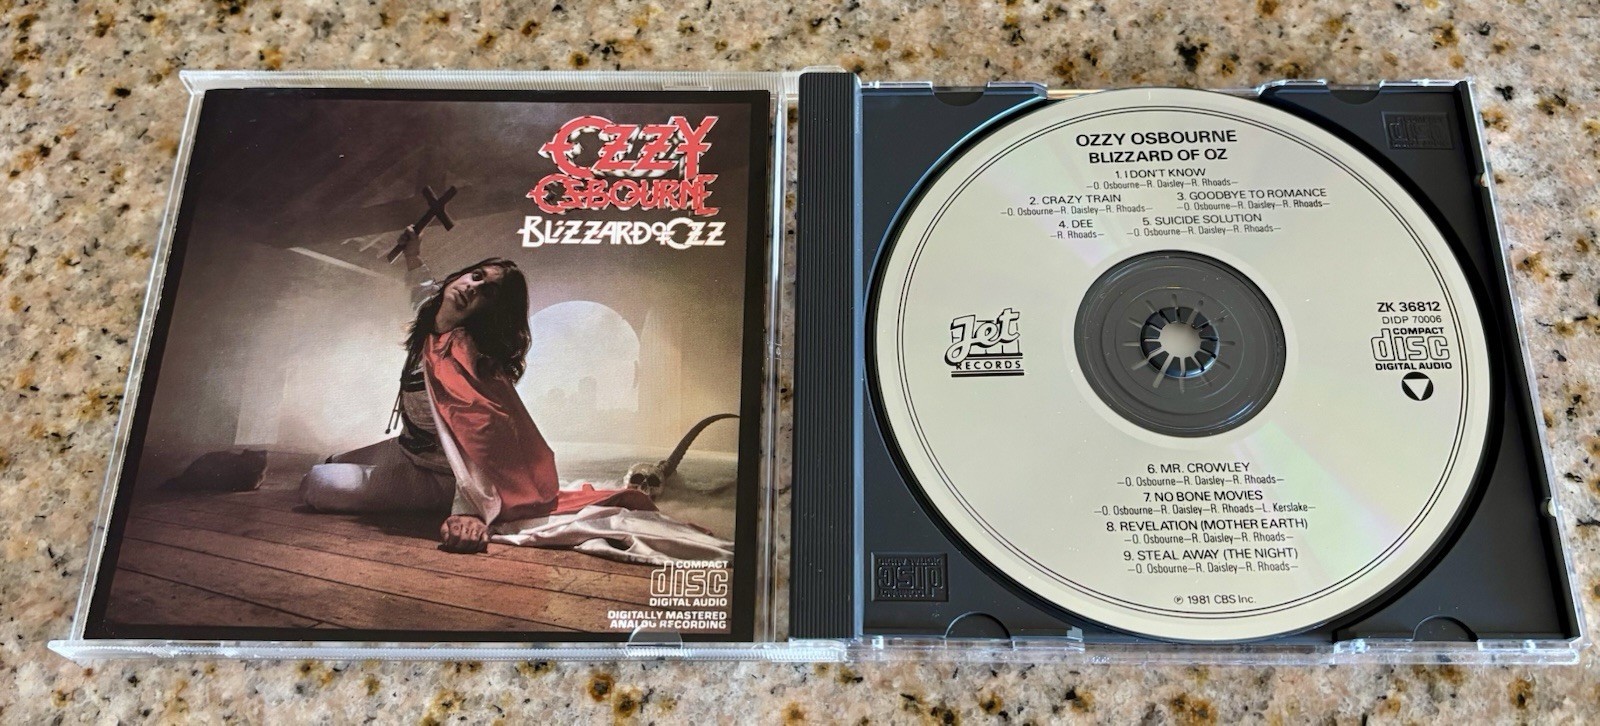 OZZY
OSBOURNE
BLIZZARD OF OZZ
COMPACT
disc
DIGITAL AUDIO
DIGITALLY MASTERED
ANALOG RECORDING
OZZY OSBOURNE
BLIZZARD OF OZ
1. I DON'T KNOW
—O. Osbourne—R. Daisley—R. Rhoads—
2. CRAZY TRAIN 3. GOODBYE TO ROMANCE
—O. Osbourne—R. Daisley—R. Rhoads— —O. Osbourne—R. Daisley—R. Rhoads—
4. DEE 5. SUICIDE SOLUTION
—R. Rhoads— —O. Osbourne—R. Daisley—R. Rhoads—
Jet
RECORDS
ZK 36812
DIDP 70006
COMPACT
disc
DIGITAL AUDIO
6. MR. CROWLEY
—O. Osbourne—R. Daisley—R. Rhoads—
7. NO BONE MOVIES
—O. Osbourne—R. Daisley—R. Rhoads—L. Kerslake—
8. REVELATION (MOTHER EARTH)
—O. Osbourne—R. Daisley—R. Rhoads—
9. STEAL AWAY (THE NIGHT)
—O. Osbourne—R. Daisley—R. Rhoads—
℗ 1981 CBS Inc.
COMPACT
disc
DIGITAL AUDIO